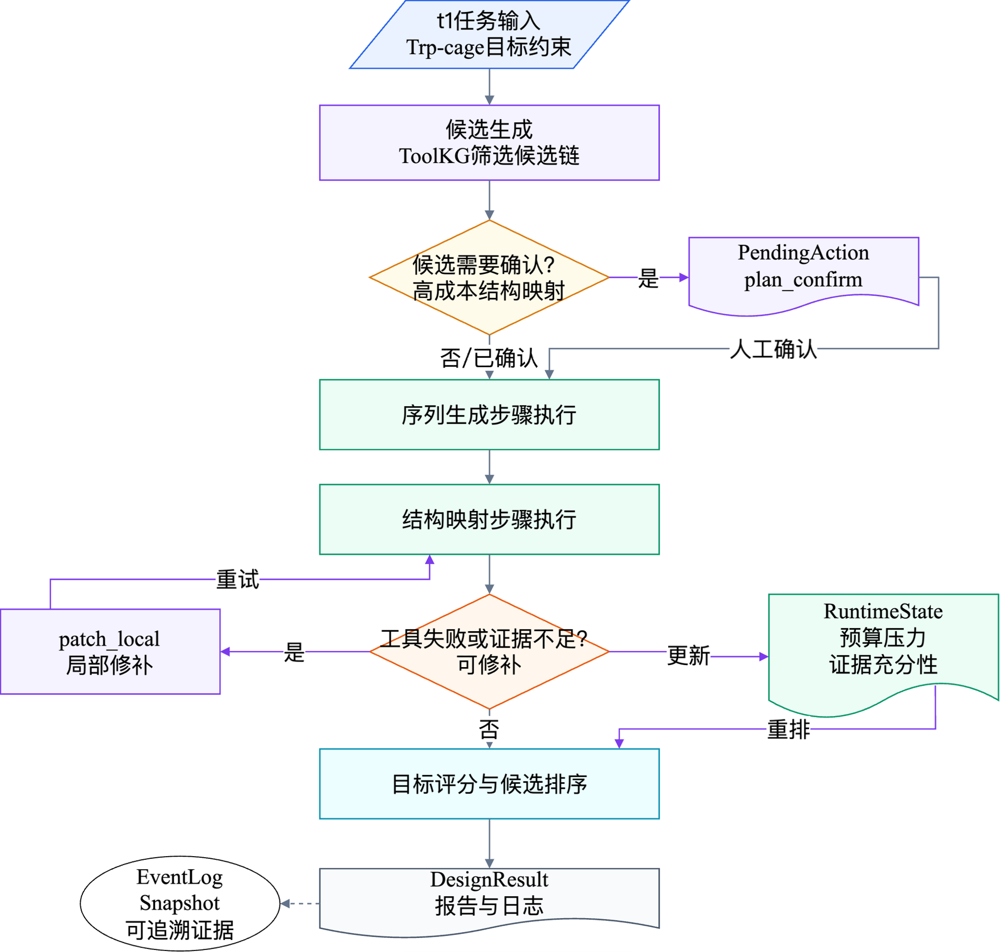 t1任务输入
Trp-cage目标约束
候选生成
ToolKG筛选候选链
候选需要确认?
高成本结构映射
是
PendingAction
plan_confirm
否/已确认
人工确认
序列生成步骤执行
结构映射步骤执行
重试
patch_local
局部修补
是
工具失败或证据不足?
可修补
更新
RuntimeState
预算压力
证据充分性
否
重排
目标评分与候选排序
EventLog
Snapshot
可追溯证据
DesignResult
报告与日志